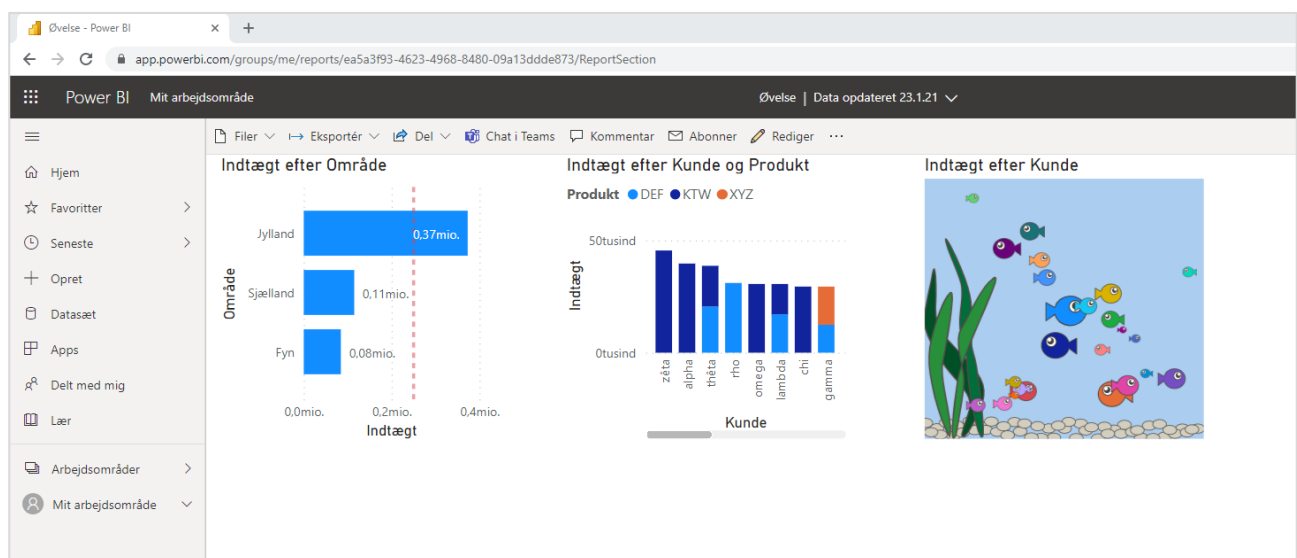 Øvelse - Power BI
app.powerbi.com/groups/me/reports/ea5a3f93-4623-4968-8480-09a13ddde873/ReportSection
Power BI Mit arbejdsområde Øvelse | Data opdateret 23.1.21
Filer Eksportér Del Chat i Teams Kommentar Abonner Rediger ...
Hjem
Favoritter
Seneste
Opret
Datasæt
Apps
Delt med mig
Lær
Arbejdsområder
Mit arbejdsområde
Indtægt efter Område
Område
Jylland 0,37mio.
Sjælland 0,11mio.
Fyn 0,08mio.
0,0mio. 0,2mio. 0,4mio.
Indtægt
Indtægt efter Kunde og Produkt
Produkt DEF KTW XYZ
Indtægt
50tusind
0tusind
zêta alpha thêta rho omega lambda chi gamma
Kunde
Indtægt efter Kunde